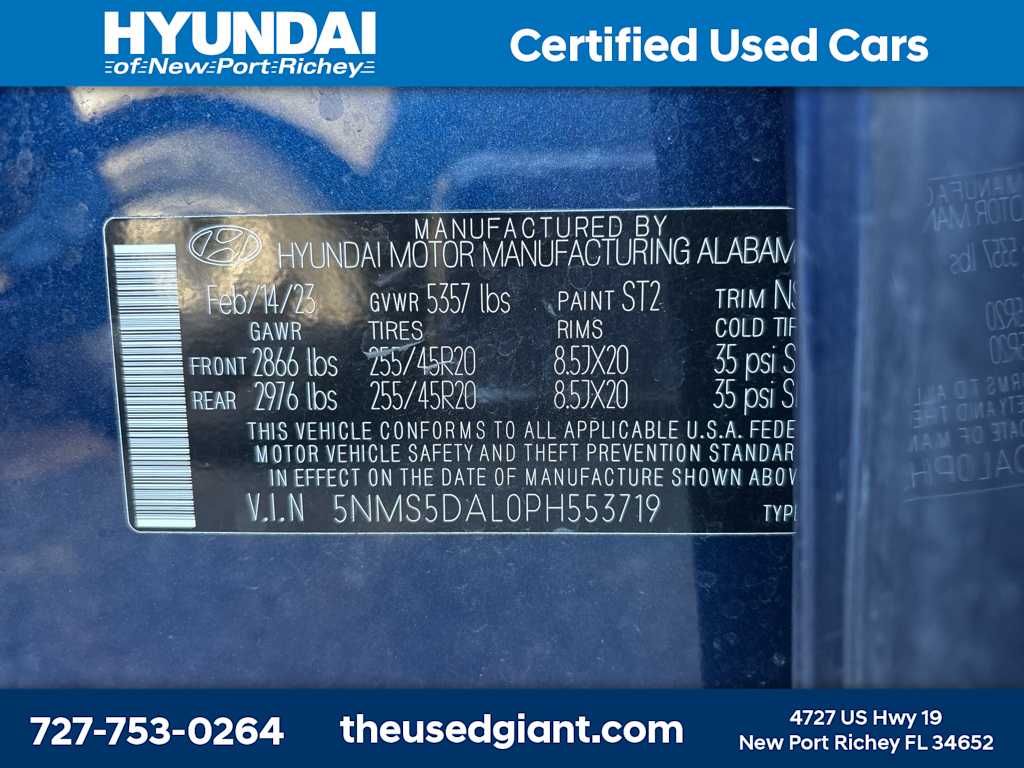 HYUNDAI
of New Port Richey
Certified Used Cars
MANUFACTURED BY
HYUNDAI MOTOR MANUFACTURING ALABAM
Feb/14/23 GVWR 5357 lbs PAINT ST2 TRIM NS
GAWR TIRES RIMS COLD TIR
FRONT 2866 lbs 255/45R20 8.5JX20 35 psi S
REAR 2976 lbs 255/45R20 8.5JX20 35 psi S
THIS VEHICLE CONFORMS TO ALL APPLICABLE U.S.A. FEDE
MOTOR VEHICLE SAFETY AND THEFT PREVENTION STANDAR
IN EFFECT ON THE DATE OF MANUFACTURE SHOWN ABOV
V.I.N 5NMS5DAL0PH553719 TYP
727-753-0264
theusedgiant.com
4727 US Hwy 19
New Port Richey FL 34652